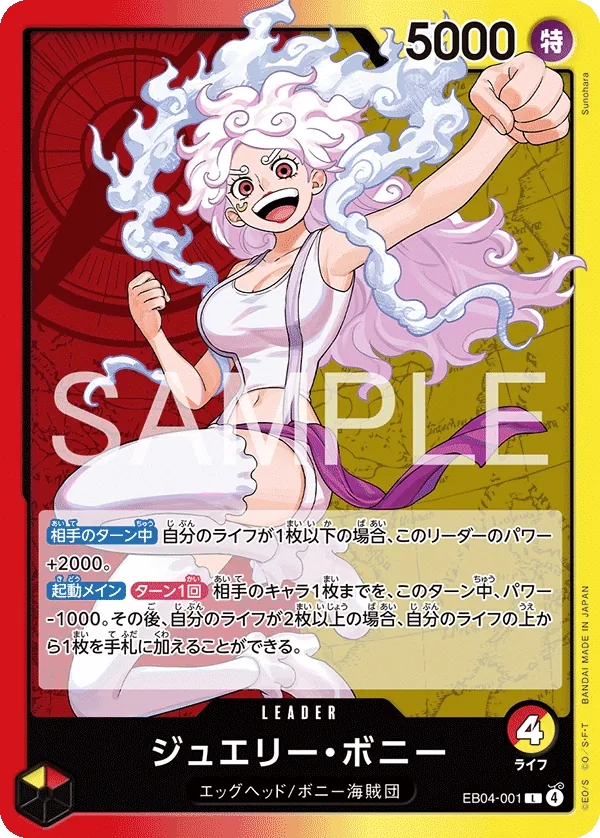 5000 特
Sunohara
SAMPLE
相手のターン中 自分のライフが1枚以下の場合、このリーダーのパワー
+2000。
起動メイン ターン1回 相手のキャラ1枚までを、このターン中、パワー
-1000。その後、自分のライフが2枚以上の場合、自分のライフの上か
ら1枚を手札に加えることができる。
LEADER
ジュエリー・ボニー
4
ライフ
エッグヘッド/ボニー海賊団
EB04-001 L 4
©E.O/S ©O/S・F・T BANDAI MADE IN JAPAN